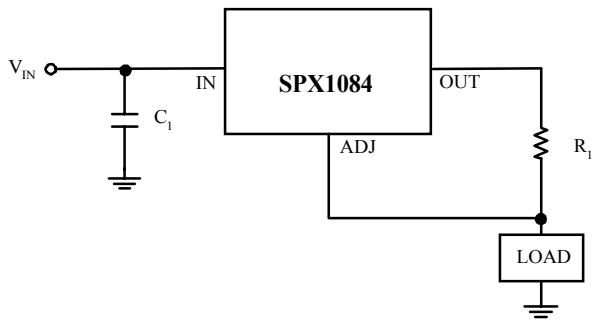 V_IN
IN
SPX1084
OUT
C_1
ADJ
R_1
LOAD